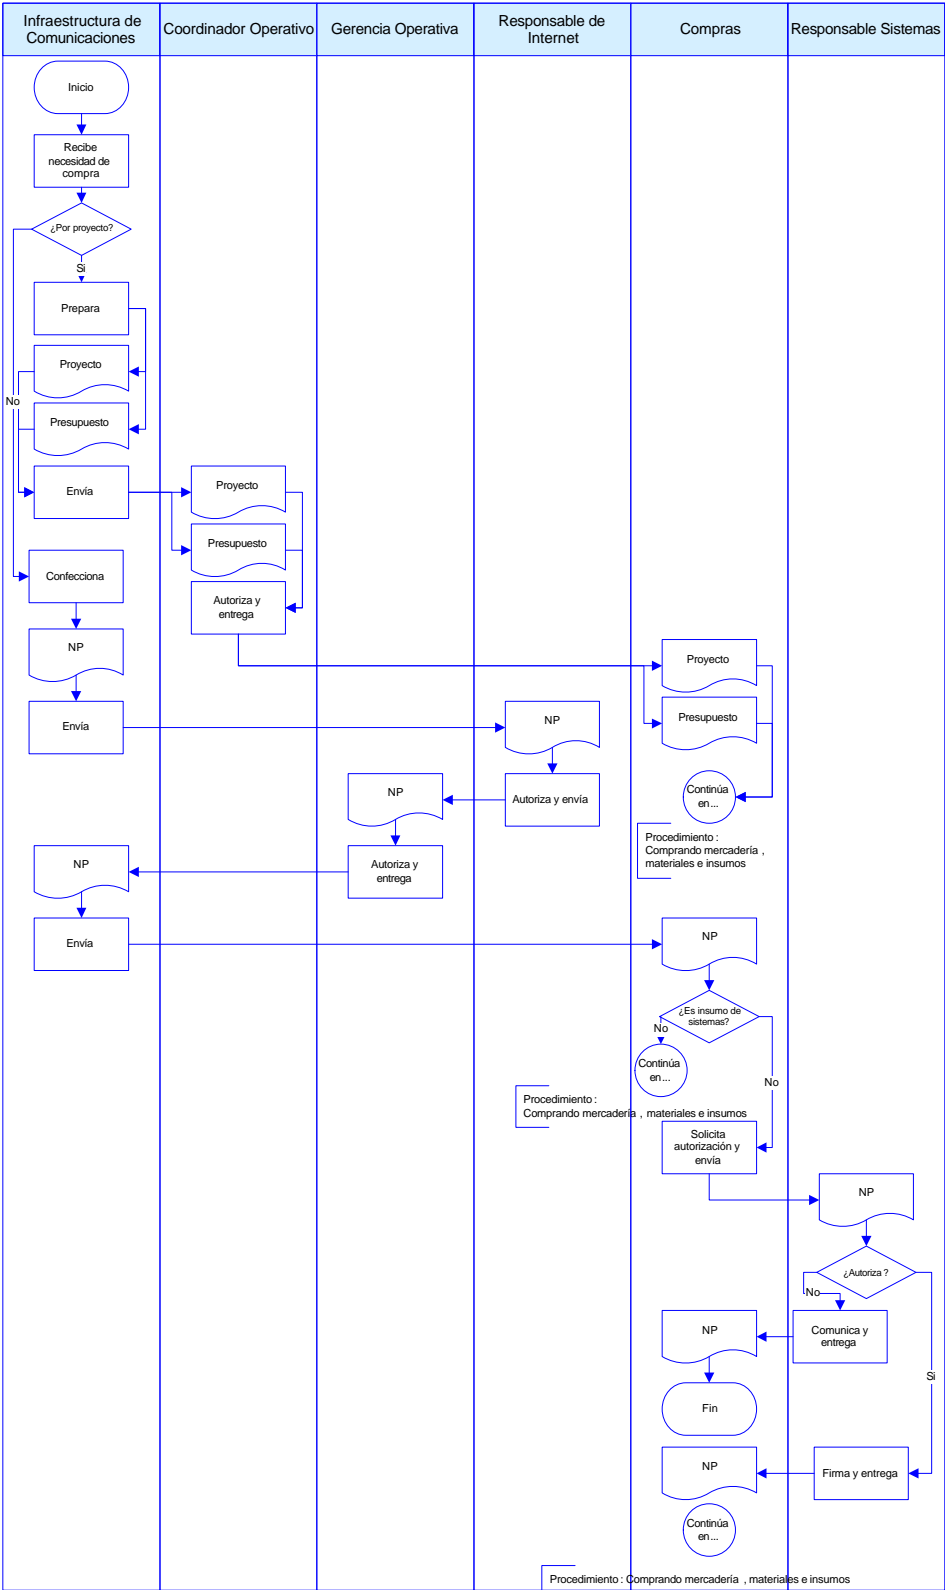 Infraestructura de
Comunicaciones
Coordinador Operativo
Gerencia Operativa
Responsable de
Internet
Compras
Responsable Sistemas
Inicio
Recibe
necesidad de
compra
¿Por proyecto?
Si
Prepara
Proyecto
No
Presupuesto
Envía
Proyecto
Presupuesto
Confecciona
Autoriza y
entrega
NP
Proyecto
Envía
NP
Presupuesto
NP
Autoriza y envía
Continúa
en...
Procedimiento :
Comprando mercadería ,
materiales e insumos
NP
Autoriza y
entrega
Envía
NP
¿Es insumo de
sistemas?
No
Continúa
en...
No
Procedimiento :
Comprando mercadería , materiales e insumos
Solicita
autorización y
envía
NP
¿Autoriza ?
No
NP
Comunica y
entrega
Si
Fin
NP
Firma y entrega
Continúa
en...
Procedimiento : Comprando mercadería , materiales e insumos